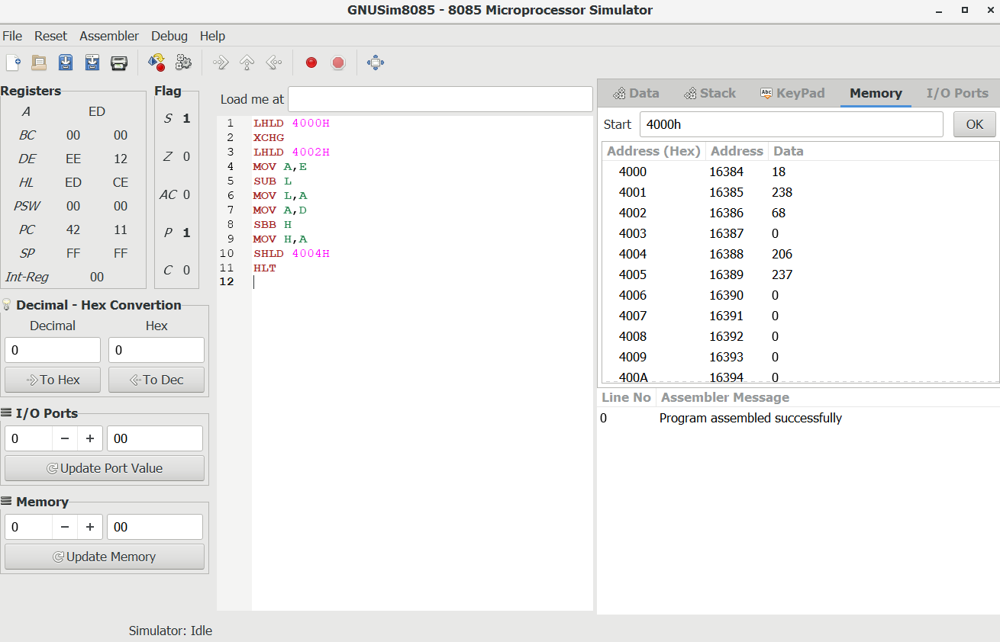 GNUSim8085 - 8085 Microprocessor Simulator
File Reset Assembler Debug Help
Registers
A ED
BC 00 00
DE EE 12
HL ED CE
PSW 00 00
PC 42 11
SP FF FF
Int-Reg 00
Flag
S 1
Z 0
AC 0
P 1
C 0
Decimal - Hex Convertion
Decimal Hex
0 0
To Hex To Dec
I/O Ports
0 − + 00
Update Port Value
Memory
0 − + 00
Update Memory
Load me at
1 LHLD 4000H
2 XCHG
3 LHLD 4002H
4 MOV A,E
5 SUB L
6 MOV L,A
7 MOV A,D
8 SBB H
9 MOV H,A
10 SHLD 4004H
11 HLT
12
Data Stack Abc KeyPad Memory I/O Ports
Start 4000h OK
Address (Hex) Address Data
4000 16384 18
4001 16385 238
4002 16386 68
4003 16387 0
4004 16388 206
4005 16389 237
4006 16390 0
4007 16391 0
4008 16392 0
4009 16393 0
400A 16394 0
Line No Assembler Message
0 Program assembled successfully
Simulator: Idle